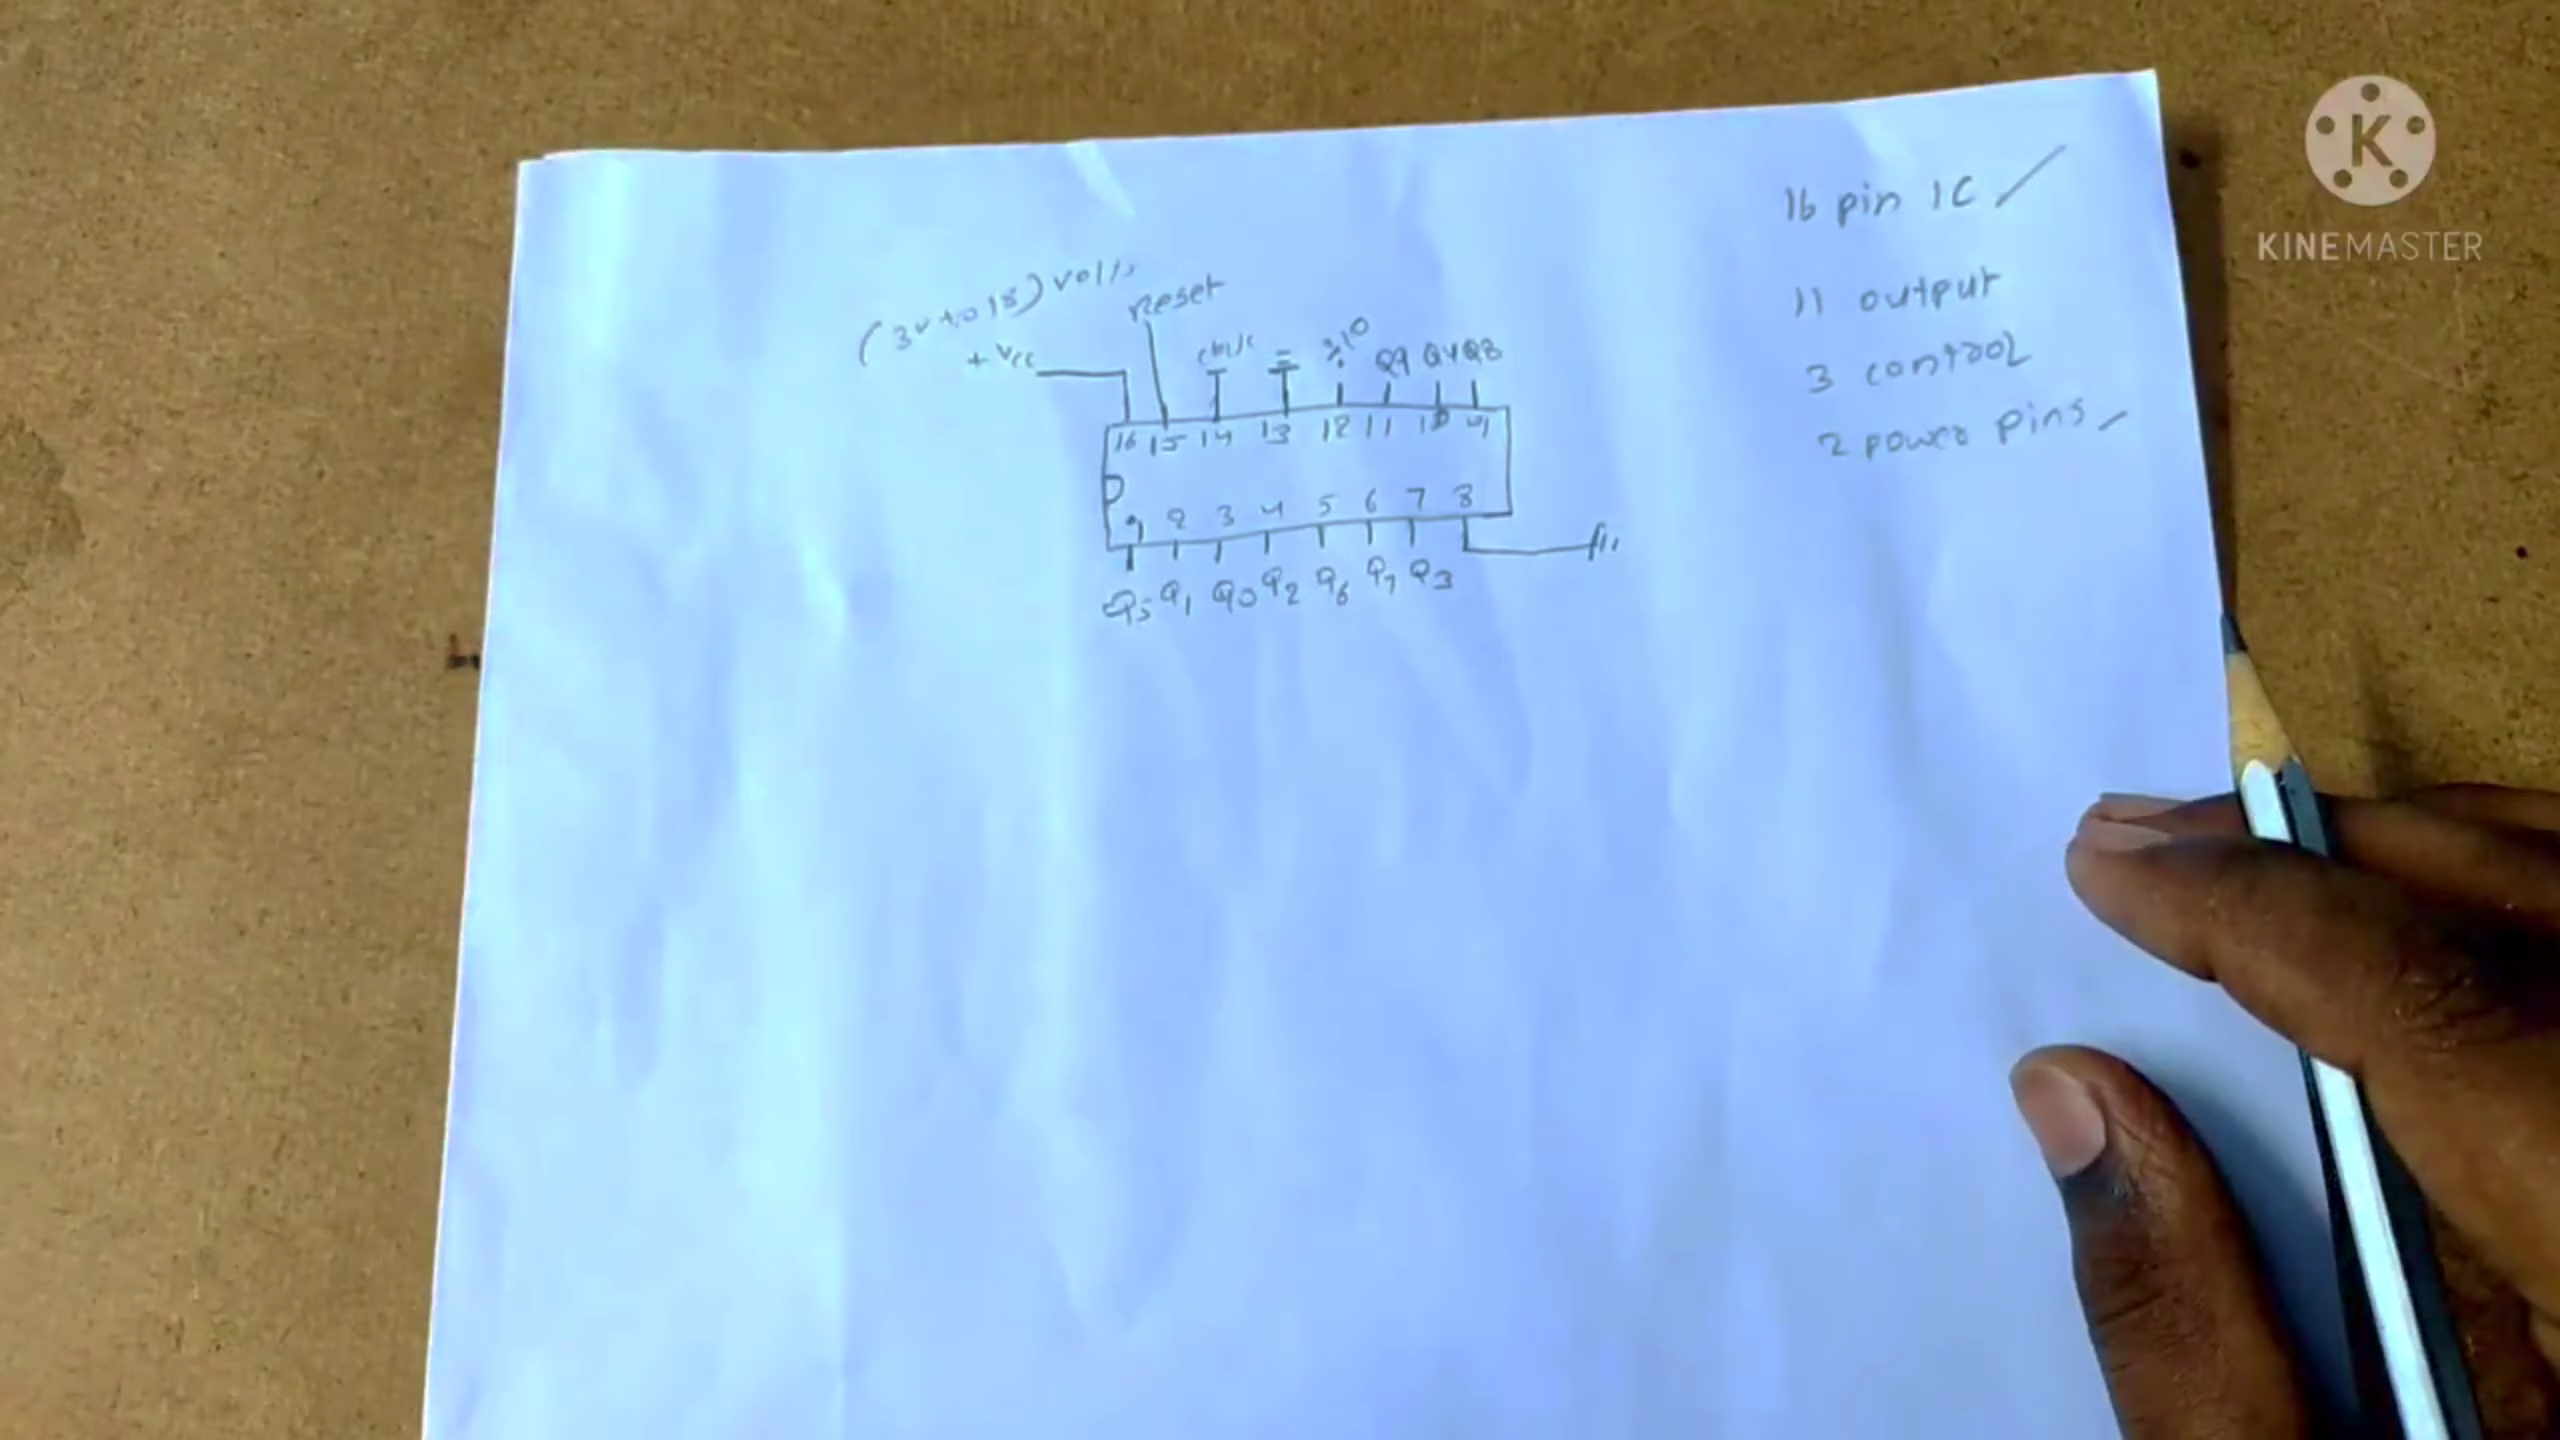 16 pin IC
K
KINEMASTER
11 output
3 control
2 power pins
(3v to 18) volts
Reset
+ Vcc
÷10 Q9 Q4 Q8
16 15 14 13 12 11 10 9
1 2 3 4 5 6 7 8
Q5 Q1 Q0 Q2 Q6 Q7 Q3